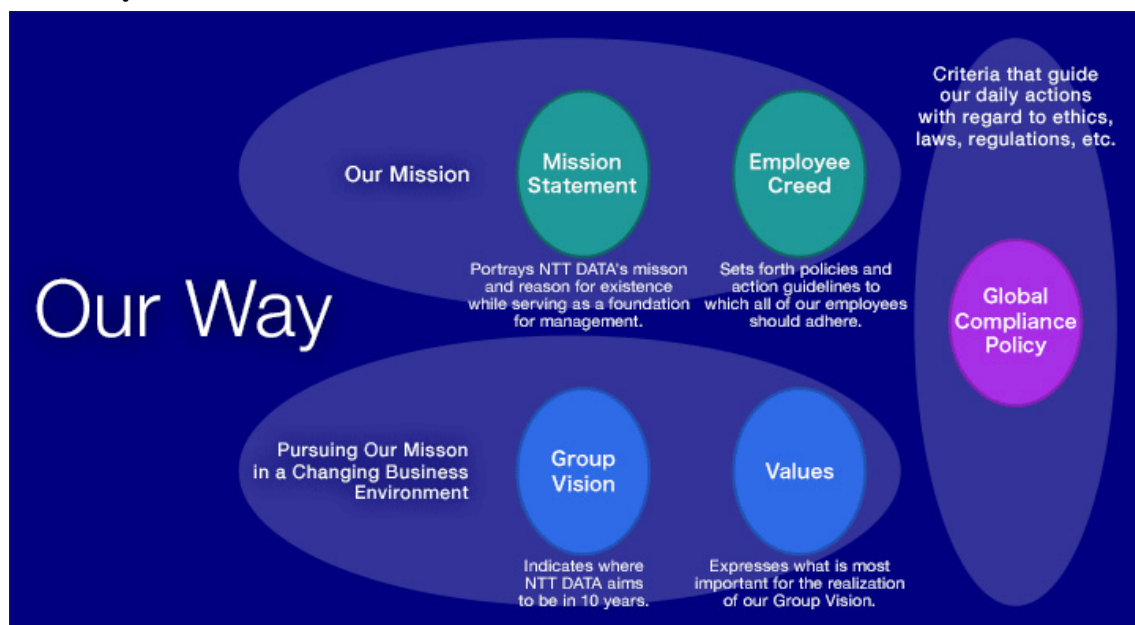 Our Way
Our Mission
Mission
Statement
Portrays NTT DATA's misson
and reason for existence
while serving as a foundation
for management.
Employee
Creed
Sets forth policies and
action guidelines to
which all of our employees
should adhere.
Pursuing Our Misson
in a Changing Business
Environment
Group
Vision
Indicates where
NTT DATA aims
to be in 10 years.
Values
Expresses what is most
important for the realization
of our Group Vision.
Criteria that guide
our daily actions
with regard to ethics,
laws, regulations, etc.
Global
Compliance
Policy